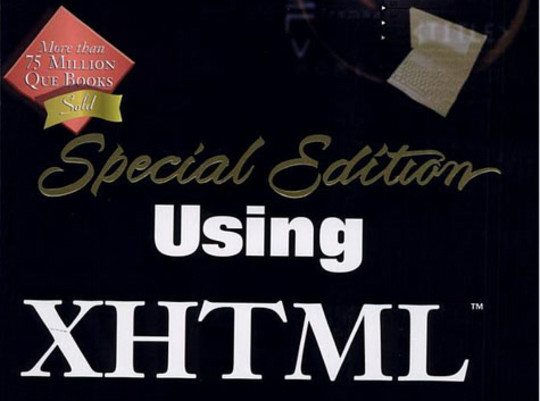 More than
75 Million
Que Books
Sold
Special Edition
Using
XHTML™